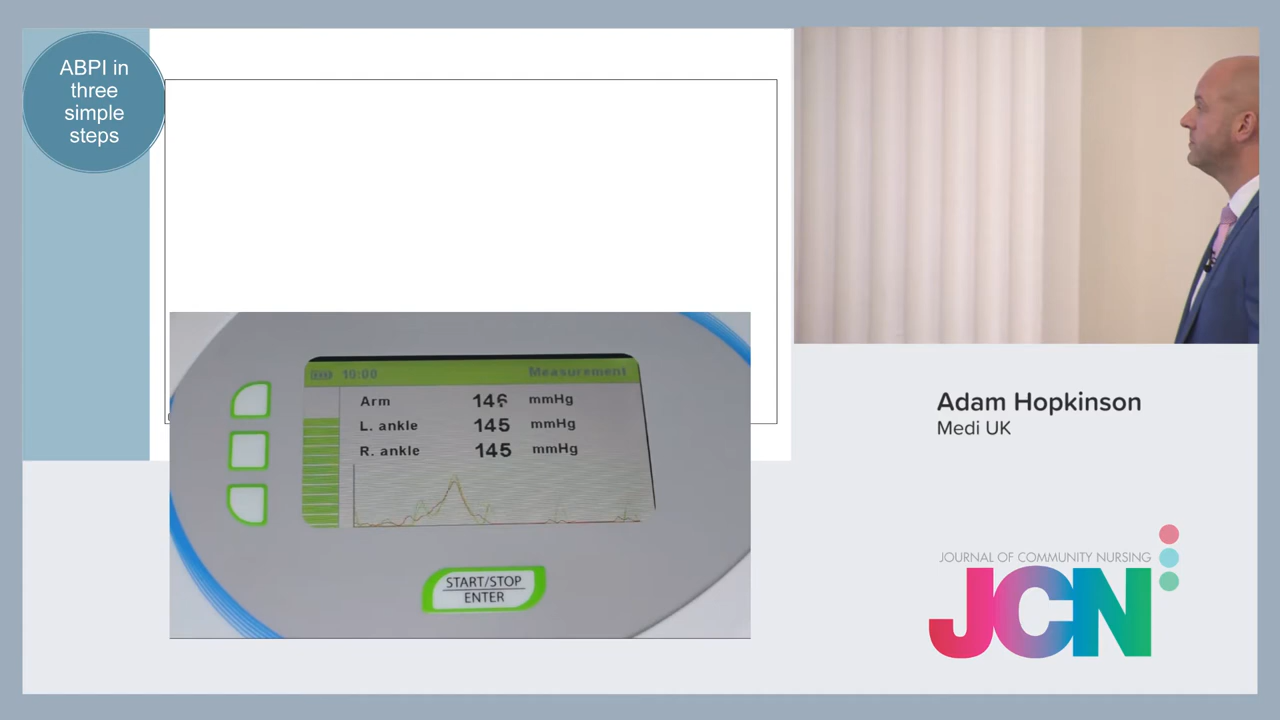 ABPI in
three
simple
steps
10:00 Measurement
Arm 146 mmHg
L. ankle 145 mmHg
R. ankle 145 mmHg
START/STOP
ENTER
Adam Hopkinson
Medi UK
JOURNAL OF COMMUNITY NURSING
JCN